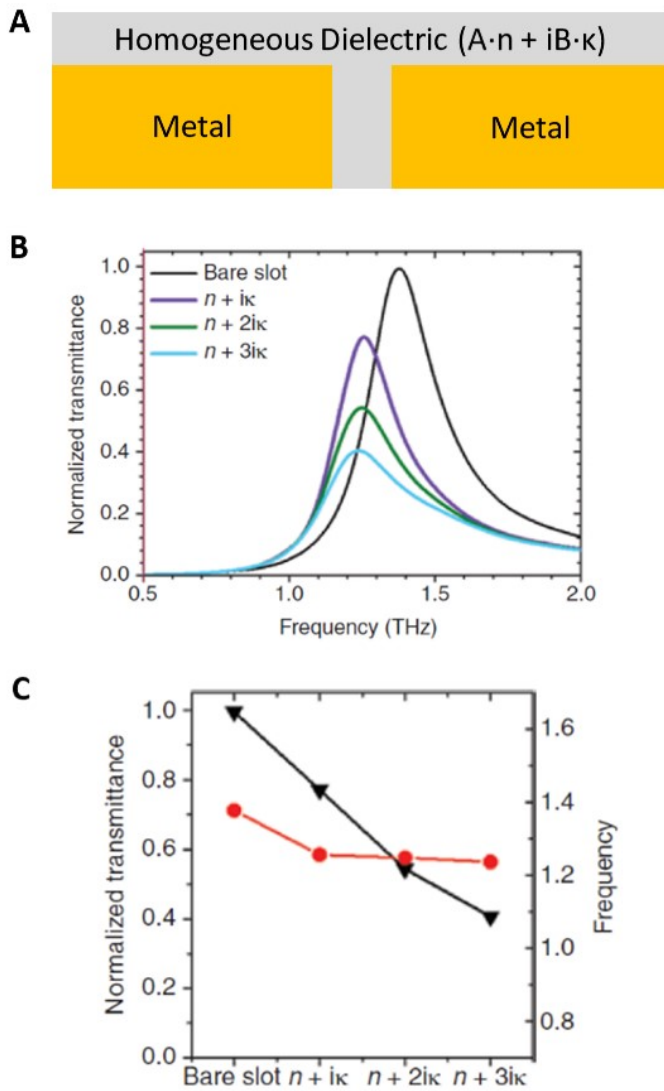 A
Homogeneous Dielectric (A·n + iB·κ)
Metal
Metal
B
Bare slot
n + iκ
n + 2iκ
n + 3iκ
1.0
0.8
0.6
0.4
0.2
0.0
Normalized transmittance
0.5
1.0
1.5
2.0
Frequency (THz)
C
1.0
0.8
0.6
0.4
0.2
0.0
Normalized transmittance
1.6
1.4
1.2
1.0
0.8
Frequency
Bare slot n + iκ n + 2iκ n + 3iκ